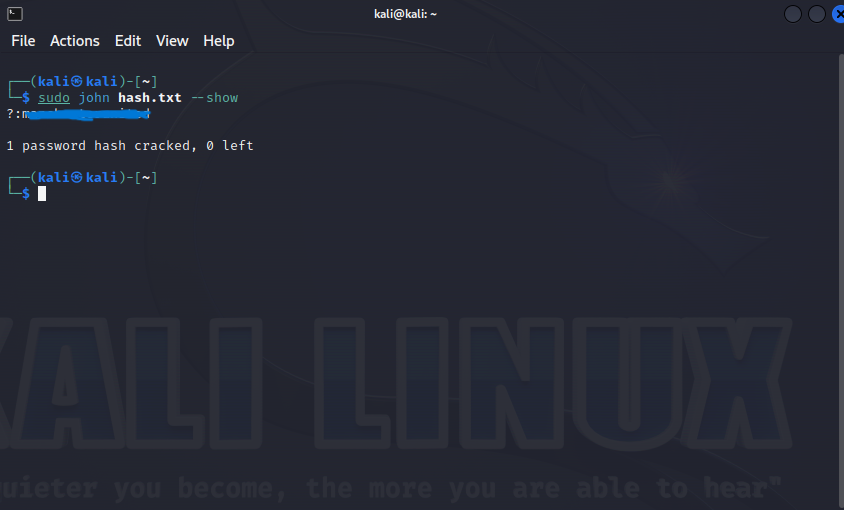 kali@kali: ~
File Actions Edit View Help
┌──(kali㉿kali)-[~]
└─$ sudo john hash.txt --show
?:m
1 password hash cracked, 0 left
┌──(kali㉿kali)-[~]
└─$
KALI LINUX
uieter you become, the more you are able to hear"